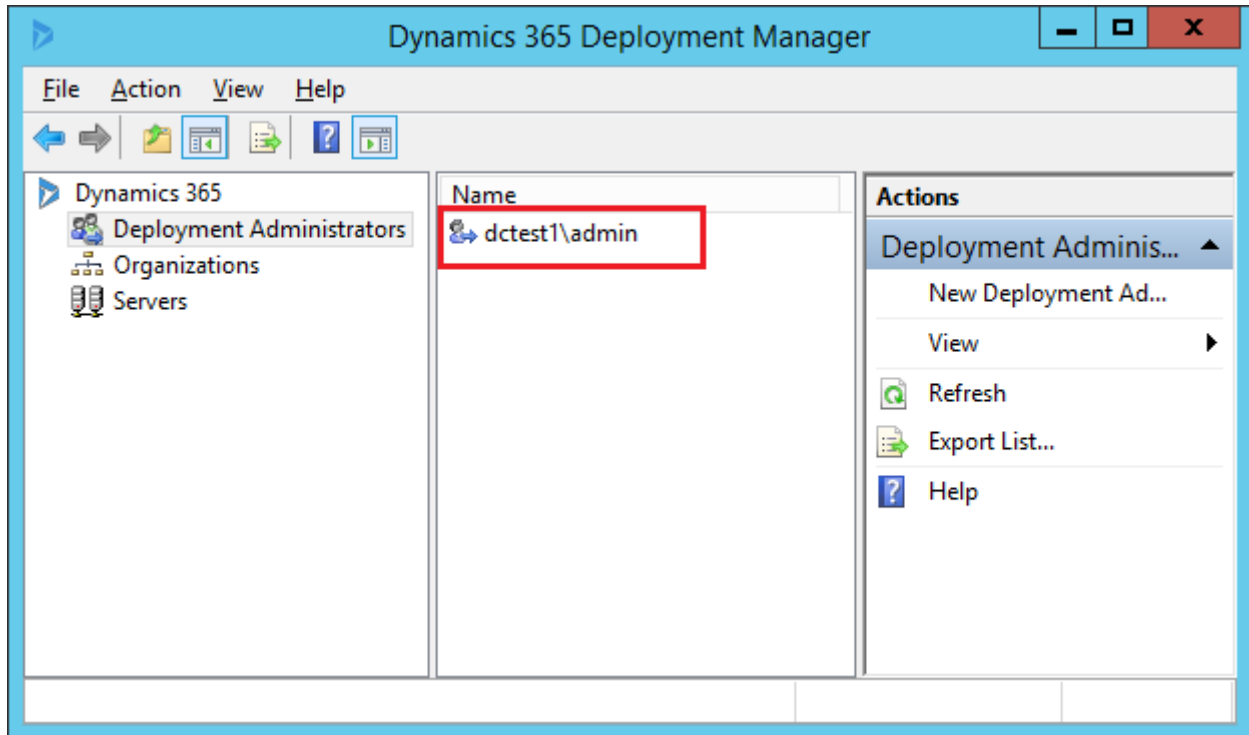 Dynamics 365 Deployment Manager
File Action View Help
Dynamics 365
Deployment Administrators
Organizations
Servers
Name
dctest1\admin
Actions
Deployment Adminis...
New Deployment Ad...
View
Refresh
Export List...
Help